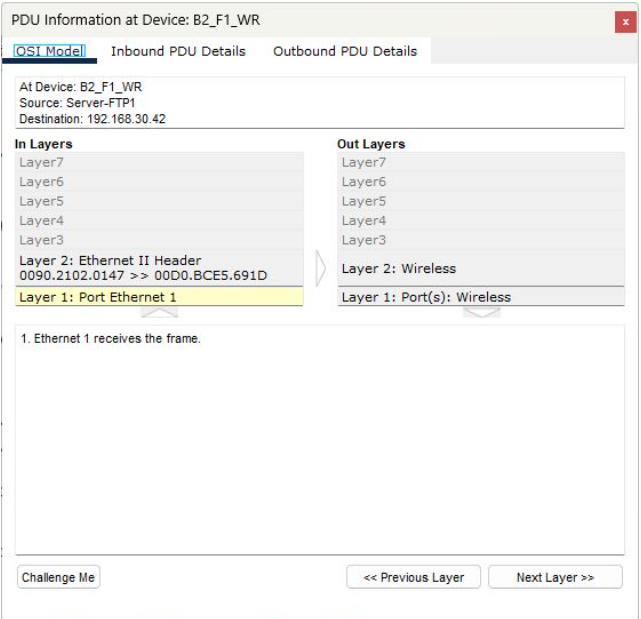 PDU Information at Device: B2_F1_WR
x
OSI Model Inbound PDU Details Outbound PDU Details
At Device: B2_F1_WR
Source: Server-FTP1
Destination: 192.168.30.42
In Layers
Layer7
Layer6
Layer5
Layer4
Layer3
Layer 2: Ethernet II Header
0090.2102.0147 >> 00D0.BCE5.691D
Layer 1: Port Ethernet 1
Out Layers
Layer7
Layer6
Layer5
Layer4
Layer3
Layer 2: Wireless
Layer 1: Port(s): Wireless
1. Ethernet 1 receives the frame.
Challenge Me << Previous Layer Next Layer >>